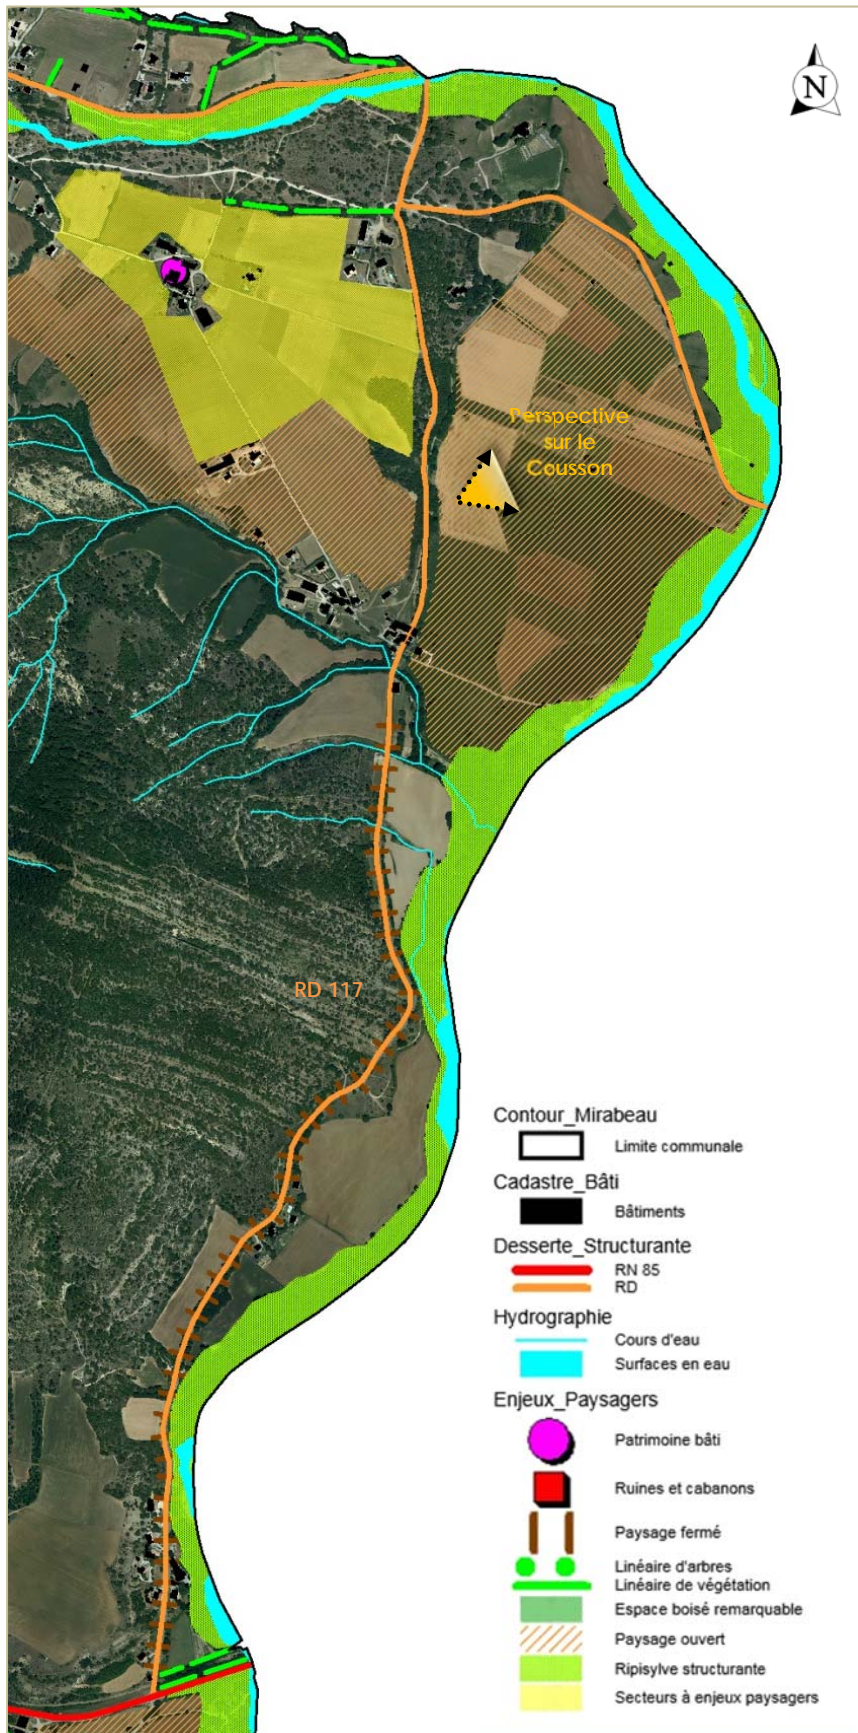 N
Perspective
sur le
Cousson
RD 117
Contour_Mirabeau
Limite communale
Cadastre_Bâti
Bâtiments
Desserte_Structurante
RN 85
RD
Hydrographie
Cours d'eau
Surfaces en eau
Enjeux_Paysagers
Patrimoine bâti
Ruines et cabanons
Paysage fermé
Linéaire d'arbres
Linéaire de végétation
Espace boisé remarquable
Paysage ouvert
Ripisylve structurante
Secteurs à enjeux paysagers